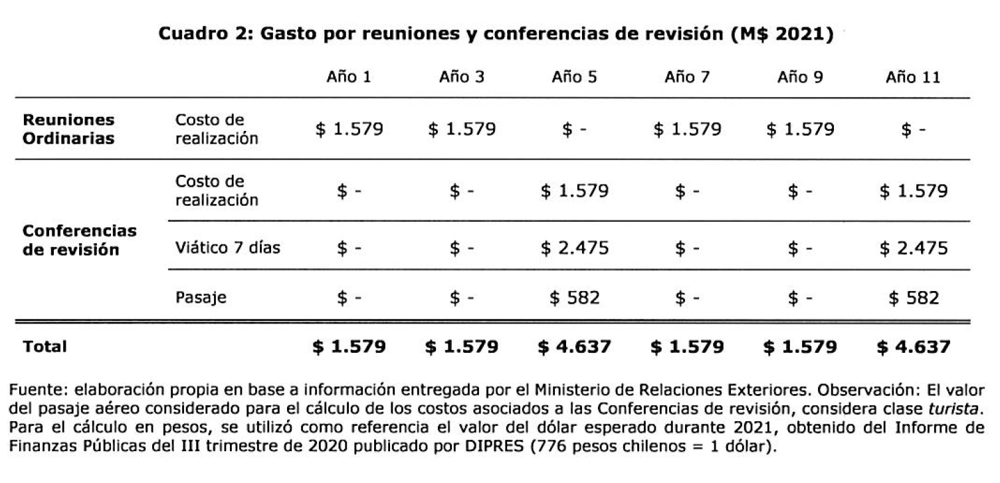 Cuadro 2: Gasto por reuniones y conferencias de revisión (M$ 2021)
Año 1 Año 3 Año 5 Año 7 Año 9 Año 11
Reuniones Ordinarias Costo de realización $ 1.579 $ 1.579 $ - $ 1.579 $ 1.579 $ -
Conferencias de revisión
Costo de realización $ - $ - $ 1.579 $ - $ - $ 1.579
Viático 7 días $ - $ - $ 2.475 $ - $ - $ 2.475
Pasaje $ - $ - $ 582 $ - $ - $ 582
Total $ 1.579 $ 1.579 $ 4.637 $ 1.579 $ 1.579 $ 4.637
Fuente: elaboración propia en base a información entregada por el Ministerio de Relaciones Exteriores. Observación: El valor
del pasaje aéreo considerado para el cálculo de los costos asociados a las Conferencias de revisión, considera clase turista.
Para el cálculo en pesos, se utilizó como referencia el valor del dólar esperado durante 2021, obtenido del Informe de
Finanzas Públicas del III trimestre de 2020 publicado por DIPRES (776 pesos chilenos = 1 dólar).